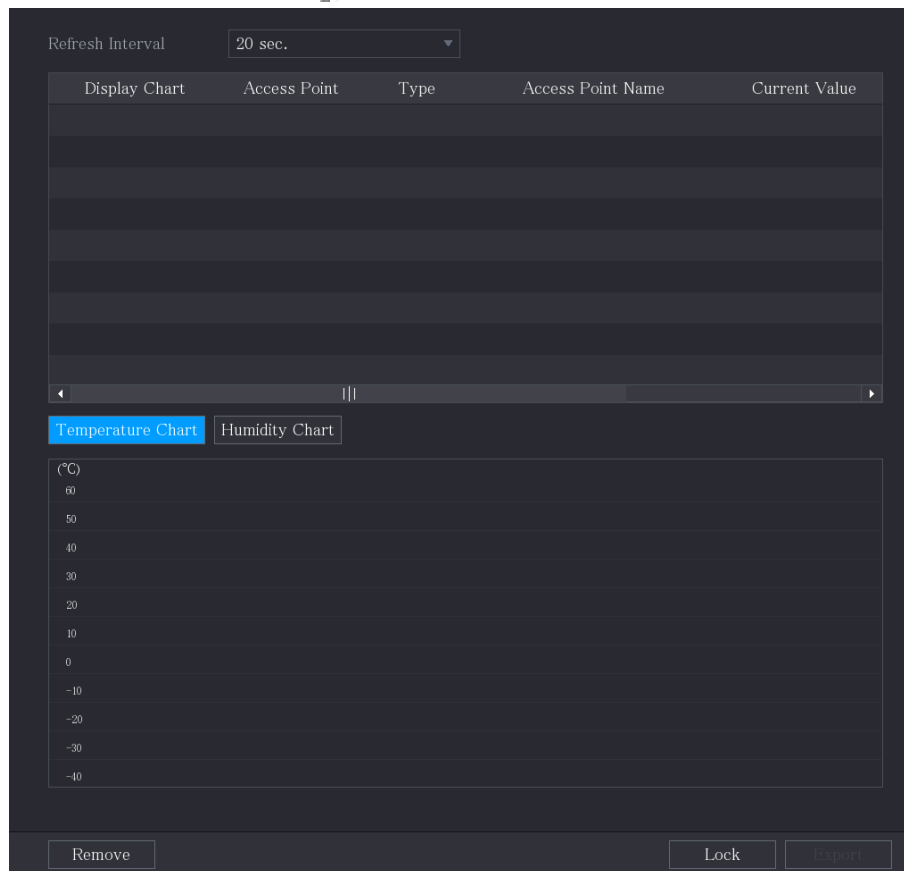 Refresh Interval 20 sec.
Display Chart Access Point Type Access Point Name Current Value
Temperature Chart Humidity Chart
(°C)
60
50
40
30
20
10
0
-10
-20
-30
-40
Remove Lock Export